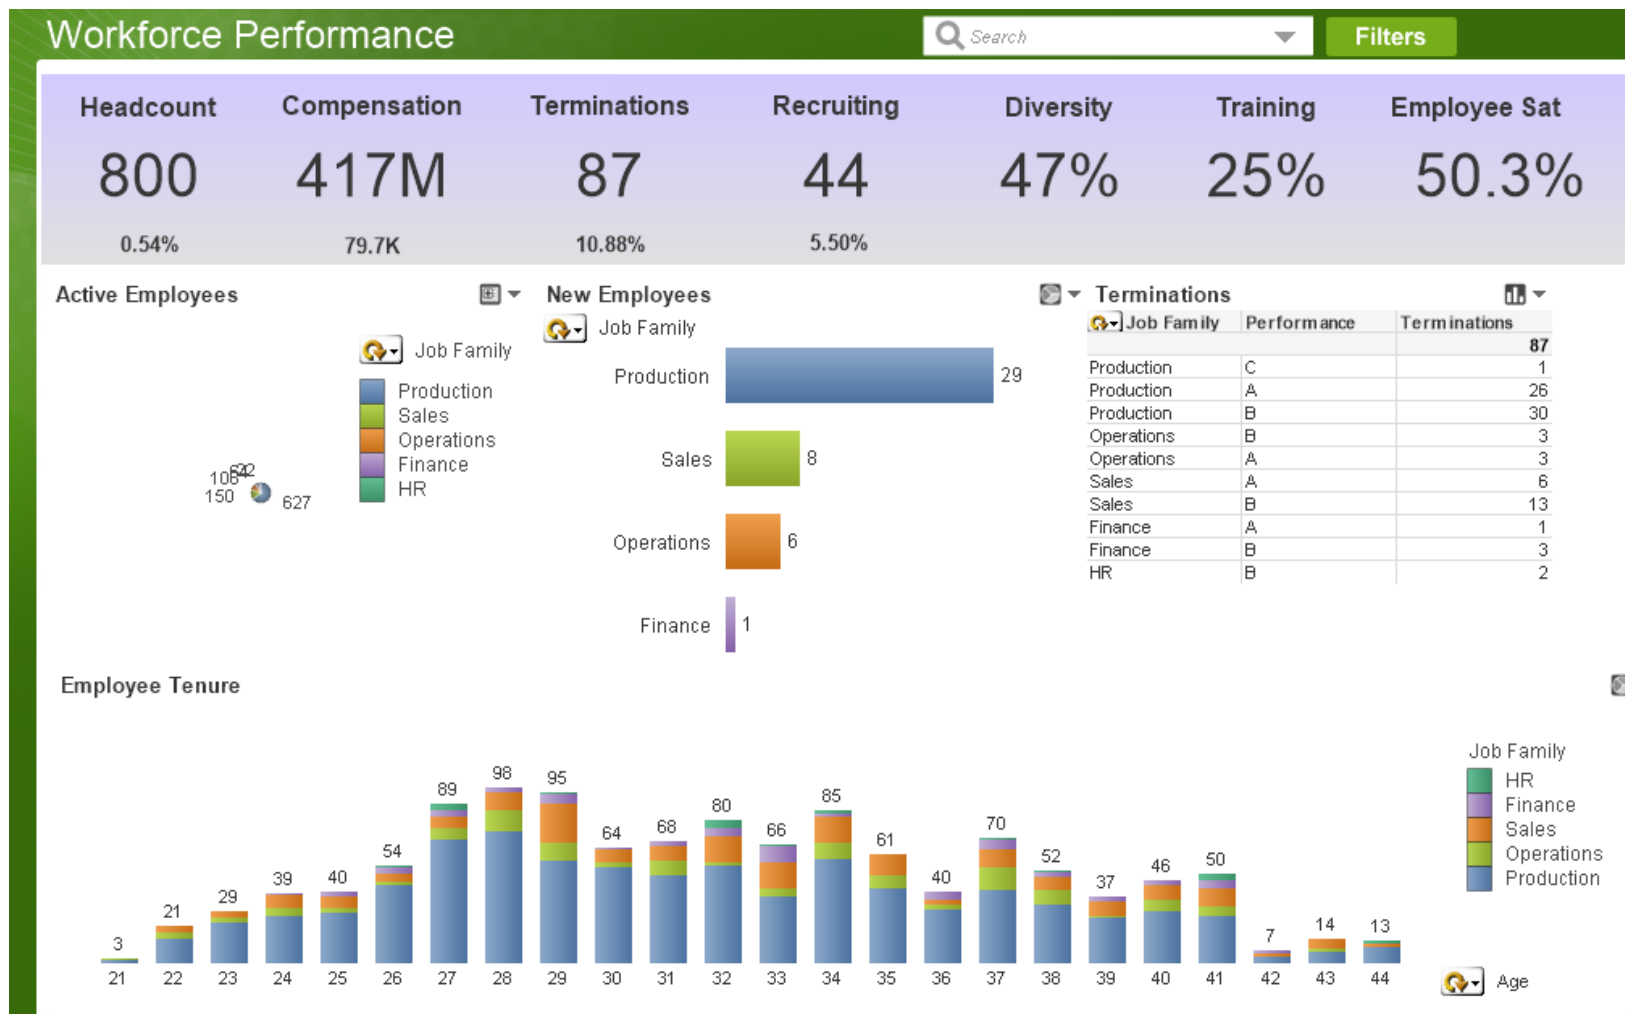 Workforce Performance
Search
Filters
Headcount Compensation Terminations Recruiting Diversity Training Employee Sat
800 417M 87 44 47% 25% 50.3%
0.54% 79.7K 10.88% 5.50%
Active Employees
Job Family
Production
Sales
Operations
Finance
HR
22
106
150
627
New Employees
Job Family
Production 29
Sales 8
Operations 6
Finance 1
Terminations
Job Family Performance Terminations
87
Production C 1
Production A 26
Production B 30
Operations B 3
Operations A 3
Sales A 6
Sales B 13
Finance A 1
Finance B 3
HR B 2
Employee Tenure
3 21 29 39 40 54 89 98 95 64 68 80 66 85 61 40 70 52 37 46 50 7 14 13
21 22 23 24 25 26 27 28 29 30 31 32 33 34 35 36 37 38 39 40 41 42 43 44
Age
Job Family
HR
Finance
Sales
Operations
Production